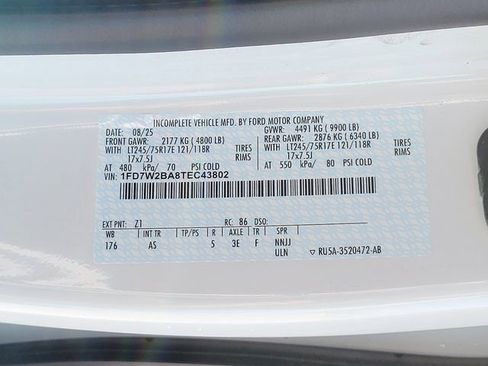 INCOMPLETE VEHICLE MFD. BY FORD MOTOR COMPANY
DATE: 08/25 GVWR: 4491 KG ( 9900 LB)
FRONT GAWR: 2177 KG ( 4800 LB) REAR GAWR: 2876 KG ( 6340 LB)
WITH LT245/75R17E 121/118R TIRES WITH LT245/75R17E 121/118R TIRES
17x7.5J RIMS 17x7.5J RIMS
AT 480 kPa/ 70 PSI COLD AT 550 kPa/ 80 PSI COLD
VIN: 1FD7W2BA8TEC43802
EXT PNT: Z1 RC: 86 DSO:
WB INT TR TP/PS R AXLE TR SPR
176 AS 5 3E F NNJJ
ULN ▽ RU5A-3520472-AB